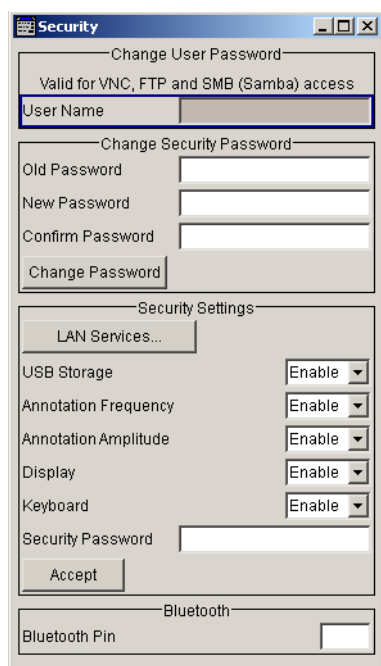 Security
Change User Password
Valid for VNC, FTP and SMB (Samba) access
User Name
Change Security Password
Old Password
New Password
Confirm Password
Change Password
Security Settings
LAN Services...
USB Storage Enable
Annotation Frequency Enable
Annotation Amplitude Enable
Display Enable
Keyboard Enable
Security Password
Accept
Bluetooth
Bluetooth Pin